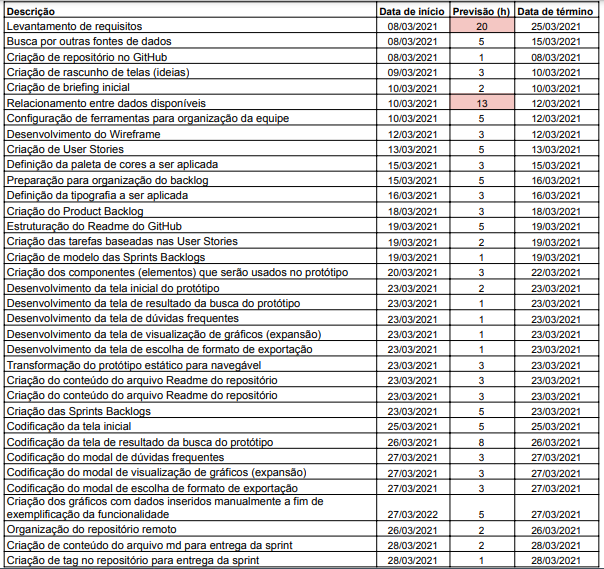 Descrição Data de início Previsão (h) Data de término
Levantamento de requisitos 08/03/2021 20 25/03/2021
Busca por outras fontes de dados 08/03/2021 5 15/03/2021
Criação de repositório no GitHub 08/03/2021 1 08/03/2021
Criação de rascunho de telas (ideias) 09/03/2021 3 10/03/2021
Criação de briefing inicial 10/03/2021 2 10/03/2021
Relacionamento entre dados disponíveis 10/03/2021 13 12/03/2021
Configuração de ferramentas para organização da equipe 10/03/2021 5 12/03/2021
Desenvolvimento do Wireframe 12/03/2021 3 12/03/2021
Criação de User Stories 13/03/2021 5 13/03/2021
Definição da paleta de cores a ser aplicada 15/03/2021 3 15/03/2021
Preparação para organização do backlog 15/03/2021 5 16/03/2021
Definição da tipografia a ser aplicada 16/03/2021 3 16/03/2021
Criação do Product Backlog 18/03/2021 3 18/03/2021
Estruturação do Readme do GitHub 19/03/2021 5 19/03/2021
Criação das tarefas baseadas nas User Stories 19/03/2021 2 19/03/2021
Criação de modelo das Sprints Backlogs 19/03/2021 1 19/03/2021
Criação dos componentes (elementos) que serão usados no protótipo 20/03/2021 3 22/03/2021
Desenvolvimento da tela inicial do protótipo 23/03/2021 2 23/03/2021
Desenvolvimento da tela de resultado da busca do protótipo 23/03/2021 1 23/03/2021
Desenvolvimento da tela de dúvidas frequentes 23/03/2021 1 23/03/2021
Desenvolvimento da tela de visualização de gráficos (expansão) 23/03/2021 1 23/03/2021
Desenvolvimento da tela de escolha de formato de exportação 23/03/2021 1 23/03/2021
Transformação do protótipo estático para navegável 23/03/2021 3 23/03/2021
Criação do conteúdo do arquivo Readme do repositório 23/03/2021 3 23/03/2021
Criação do conteúdo do arquivo Readme do repositório 23/03/2021 3 23/03/2021
Criação das Sprints Backlogs 23/03/2021 5 23/03/2021
Codificação da tela inicial 25/03/2021 5 25/03/2021
Codificação da tela de resultado da busca do protótipo 26/03/2021 8 26/03/2021
Codificação do modal de dúvidas frequentes 27/03/2021 3 27/03/2021
Codificação do modal de visualização de gráficos (expansão) 27/03/2021 3 27/03/2021
Codificação do modal de escolha de formato de exportação 27/03/2021 3 27/03/2021
Criação dos gráficos com dados inseridos manualmente a fim de
exemplificação da funcionalidade 27/03/2022 5 27/03/2021
Organização do repositório remoto 26/03/2021 2 26/03/2021
Criação de conteúdo do arquivo md para entrega da sprint 28/03/2021 2 28/03/2021
Criação de tag no repositório para entrega da sprint 28/03/2021 1 28/03/2021